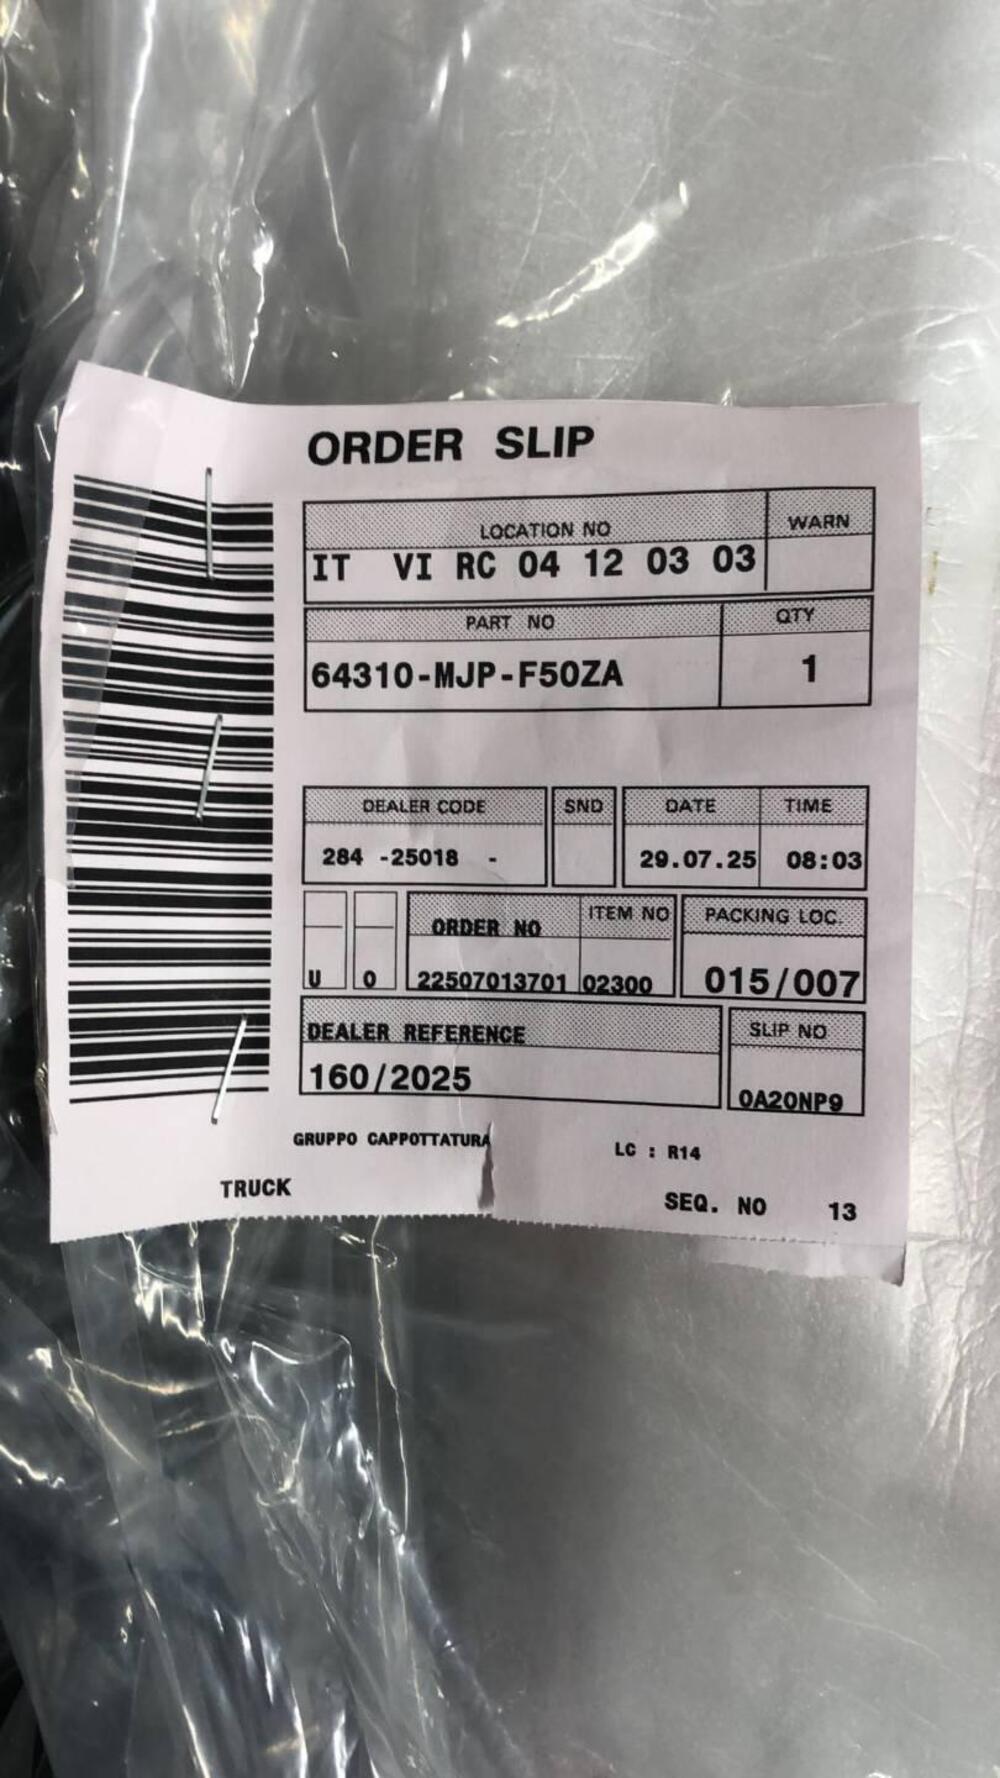 ORDER SLIP
LOCATION NO WARN
IT VI RC 04 12 03 03
PART NO QTY
64310-MJP-F50ZA 1
DEALER CODE SND DATE TIME
284 -25018 - 29.07.25 08:03
ORDER NO ITEM NO PACKING LOC.
U O 22507013701 02300 015/007
DEALER REFERENCE SLIP NO
160/2025 0A20NP9
GRUPPO CAPPOTTATURA LC : R14
TRUCK SEQ. NO 13